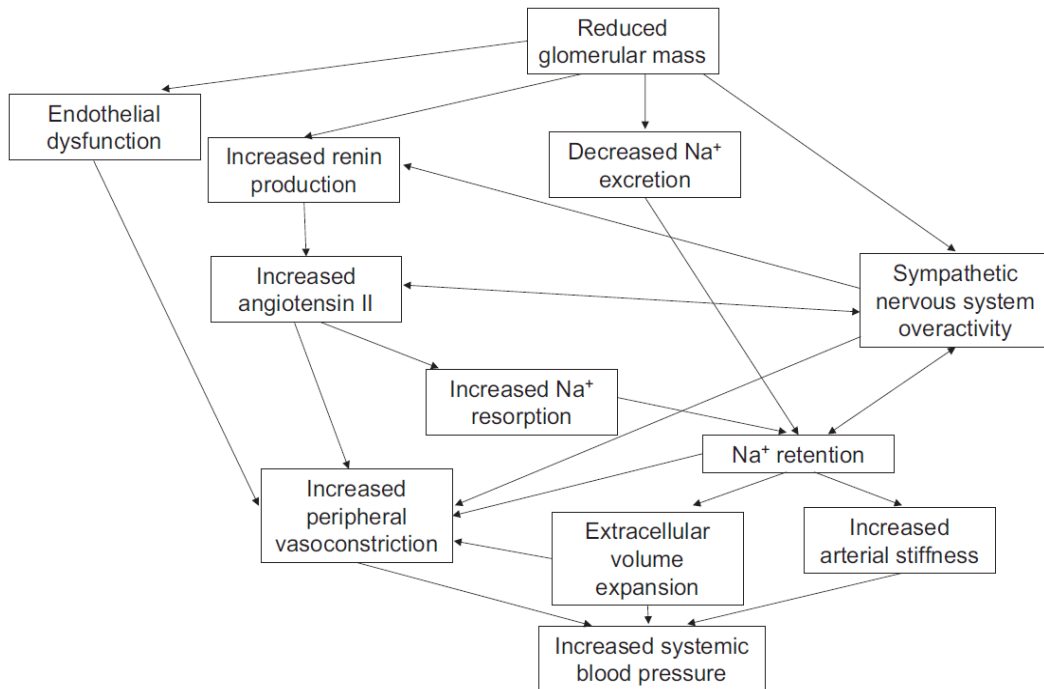 Reduced
glomerular mass
Endothelial
dysfunction
Increased renin
production
Decreased Na⁺
excretion
Increased
angiotensin II
Sympathetic
nervous system
overactivity
Increased Na⁺
resorption
Na⁺ retention
Increased
peripheral
vasoconstriction
Extracellular
volume
expansion
Increased
arterial stiffness
Increased systemic
blood pressure